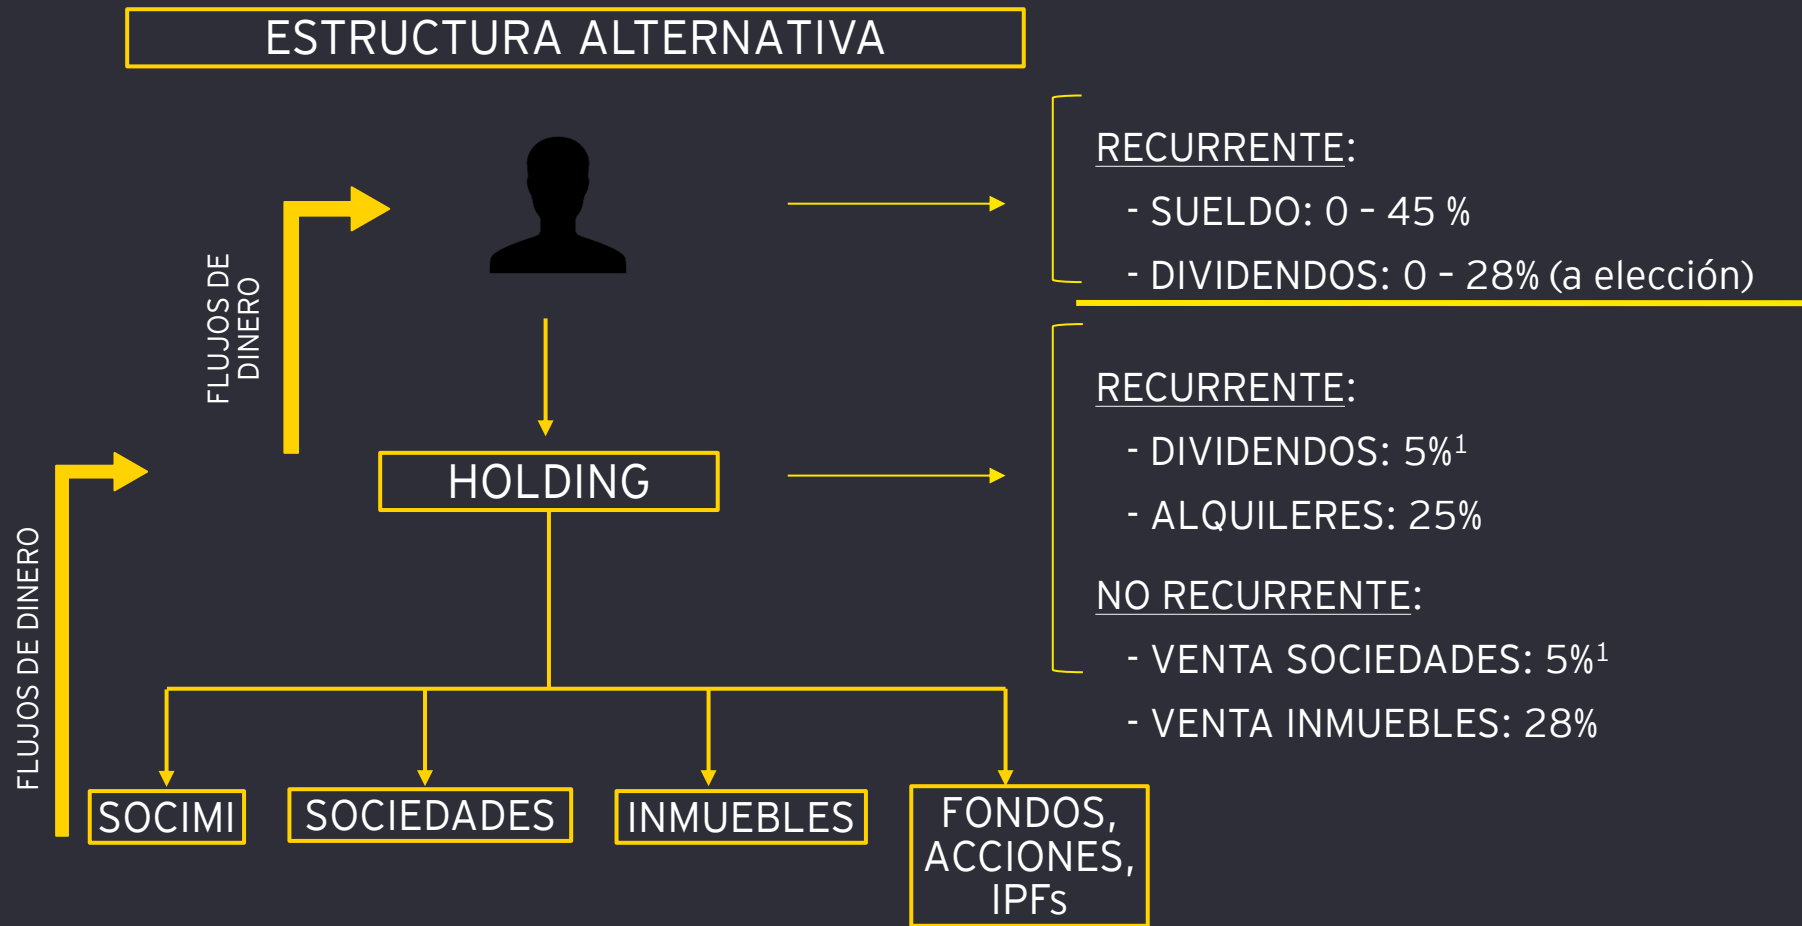 ESTRUCTURA ALTERNATIVA
FLUJOS DE
DINERO
RECURRENTE:
- SUELDO: 0 – 45 %
- DIVIDENDOS: 0 – 28% (a elección)
FLUJOS DE DINERO
HOLDING
RECURRENTE:
- DIVIDENDOS: 5%¹
- ALQUILERES: 25%
NO RECURRENTE:
- VENTA SOCIEDADES: 5%¹
- VENTA INMUEBLES: 28%
SOCIMI
SOCIEDADES
INMUEBLES
FONDOS,
ACCIONES,
IPFs